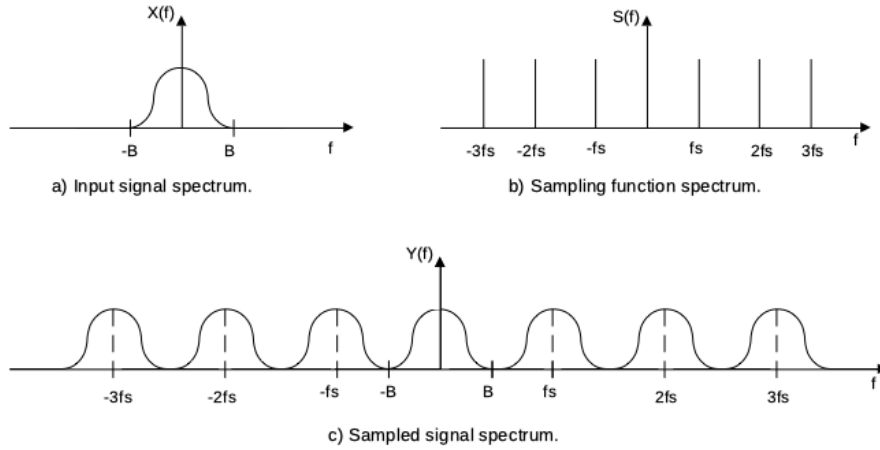 X(f)
-B B f
a) Input signal spectrum.
S(f)
-3fs -2fs -fs fs 2fs 3fs f
b) Sampling function spectrum.
Y(f)
-3fs -2fs -fs -B B fs 2fs 3fs f
c) Sampled signal spectrum.